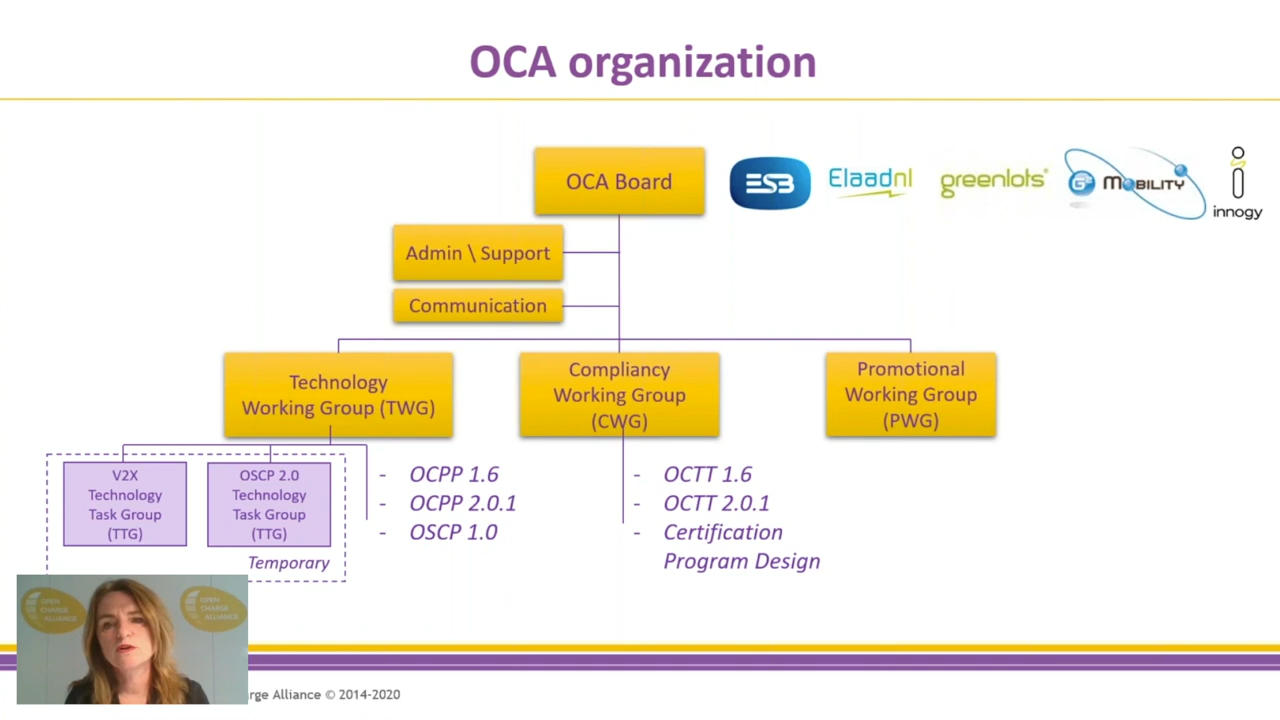 OCA organization
OCA Board
ESB
Elaadnl
greenlots
G2 MOBILITY
innogy
Admin \ Support
Communication
Technology
Working Group (TWG)
Compliancy
Working Group
(CWG)
Promotional
Working Group
(PWG)
V2X
Technology
Task Group
(TTG)
OSCP 2.0
Technology
Task Group
(TTG)
Temporary
- OCPP 1.6
- OCPP 2.0.1
- OSCP 1.0
- OCTT 1.6
- OCTT 2.0.1
- Certification
Program Design
OPEN
CHARGE
ALLIANCE
OPEN
CHARGE
ALLIANCE
rge Alliance © 2014-2020